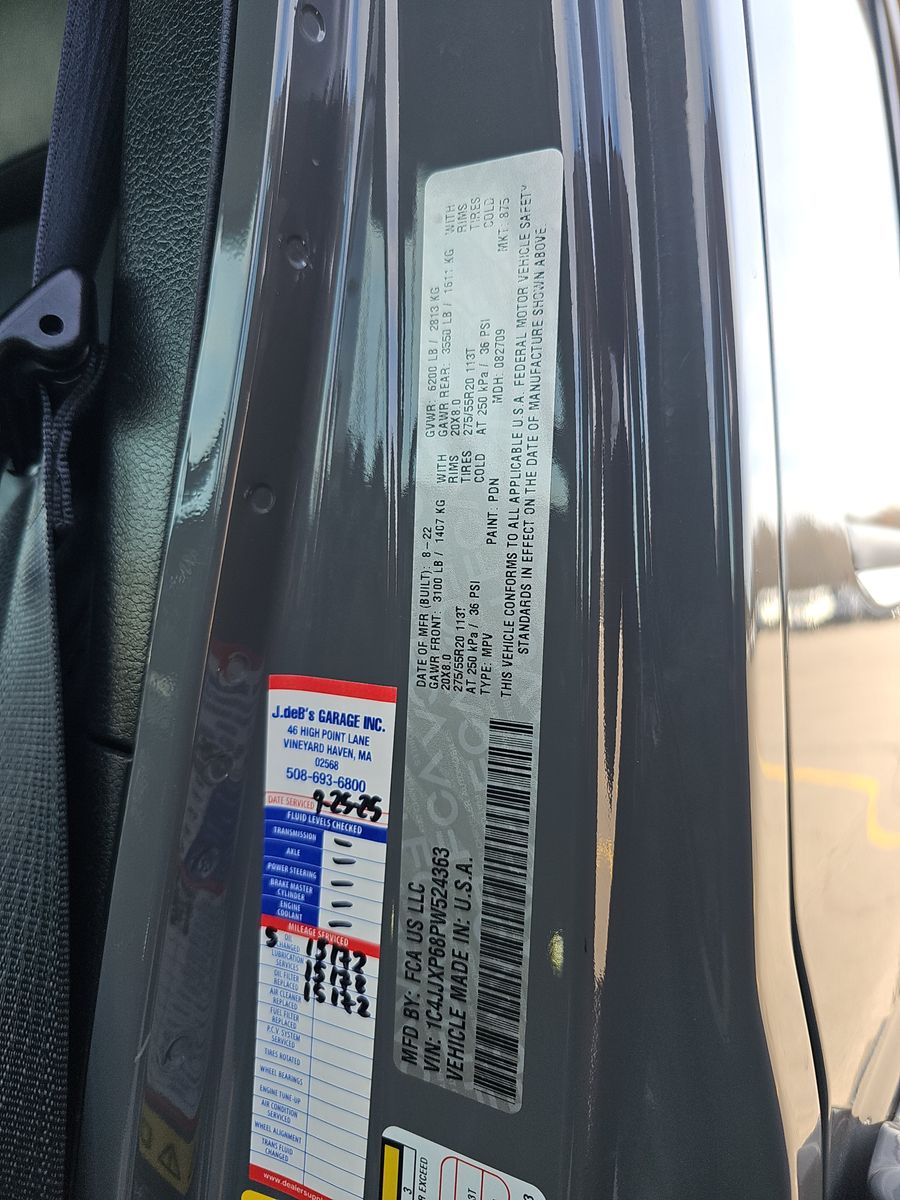 DATE OF MFR (BUILT): 8-22 GVWR: 6200 LB / 2813 KG
GAWR FRONT: 3100 LB / 1407 KG WITH GAWR REAR: 3550 LB / 1611 KG WITH
20X8.0 RIMS 20X8.0 RIMS
275/55R20 113T TIRES 275/55R20 113T TIRES
AT 250 kPa / 36 PSI COLD AT 250 kPa / 36 PSI COLD
TYPE: MPV PAINT: PDN MDH: 082709 MKT: 875
THIS VEHICLE CONFORMS TO ALL APPLICABLE U.S.A. FEDERAL MOTOR VEHICLE SAFETY
STANDARDS IN EFFECT ON THE DATE OF MANUFACTURE SHOWN ABOVE
MFD BY: FCA US LLC
VIN: 1C4JJXP68PW524363
VEHICLE MADE IN: U.S.A.
J.deB's GARAGE INC.
46 HIGH POINT LANE
VINEYARD HAVEN, MA
02568
508-693-6800
DATE SERVICED 9-25-25
FLUID LEVELS CHECKED
TRANSMISSION -
AXLE -
POWER STEERING
BRAKE MASTER CYLINDER -
ENGINE COOLANT -
MILEAGE SERVICED
5 OIL CHANGED 15172
LUBRICATION SERVICES
OIL FILTER REPLACED
AIR CLEANER REPLACED 15172
FUEL FILTER REPLACED
P.C.V. SYSTEM SERVICED
TIRES ROTATED
WHEEL BEARINGS
ENGINE TUNE-UP
AIR CONDITION SERVICED
WHEEL ALIGNMENT
TRANS FLUID CHANGED
www.dealersuppl
R EXCEED